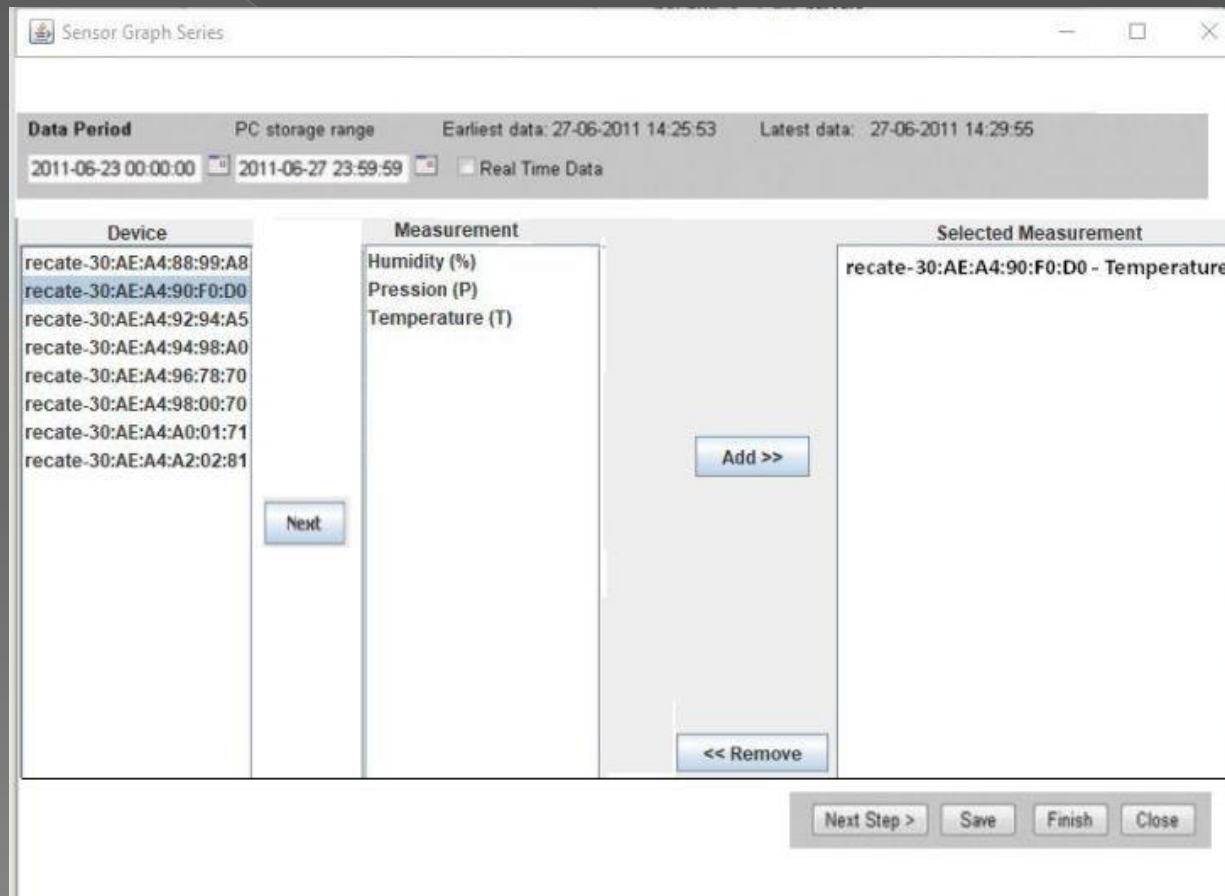 Sensor Graph Series
Data Period PC storage range Earliest data: 27-06-2011 14:25:53 Latest data: 27-06-2011 14:29:55
2011-06-23 00:00:00 2011-06-27 23:59:59 Real Time Data
Device
recate-30:AE:A4:88:99:A8
recate-30:AE:A4:90:F0:D0
recate-30:AE:A4:92:94:A5
recate-30:AE:A4:94:98:A0
recate-30:AE:A4:96:78:70
recate-30:AE:A4:98:00:70
recate-30:AE:A4:A0:01:71
recate-30:AE:A4:A2:02:81
Next
Measurement
Humidity (%)
Pression (P)
Temperature (T)
Add >>
<< Remove
Selected Measurement
recate-30:AE:A4:90:F0:D0 - Temperature
Next Step > Save Finish Close